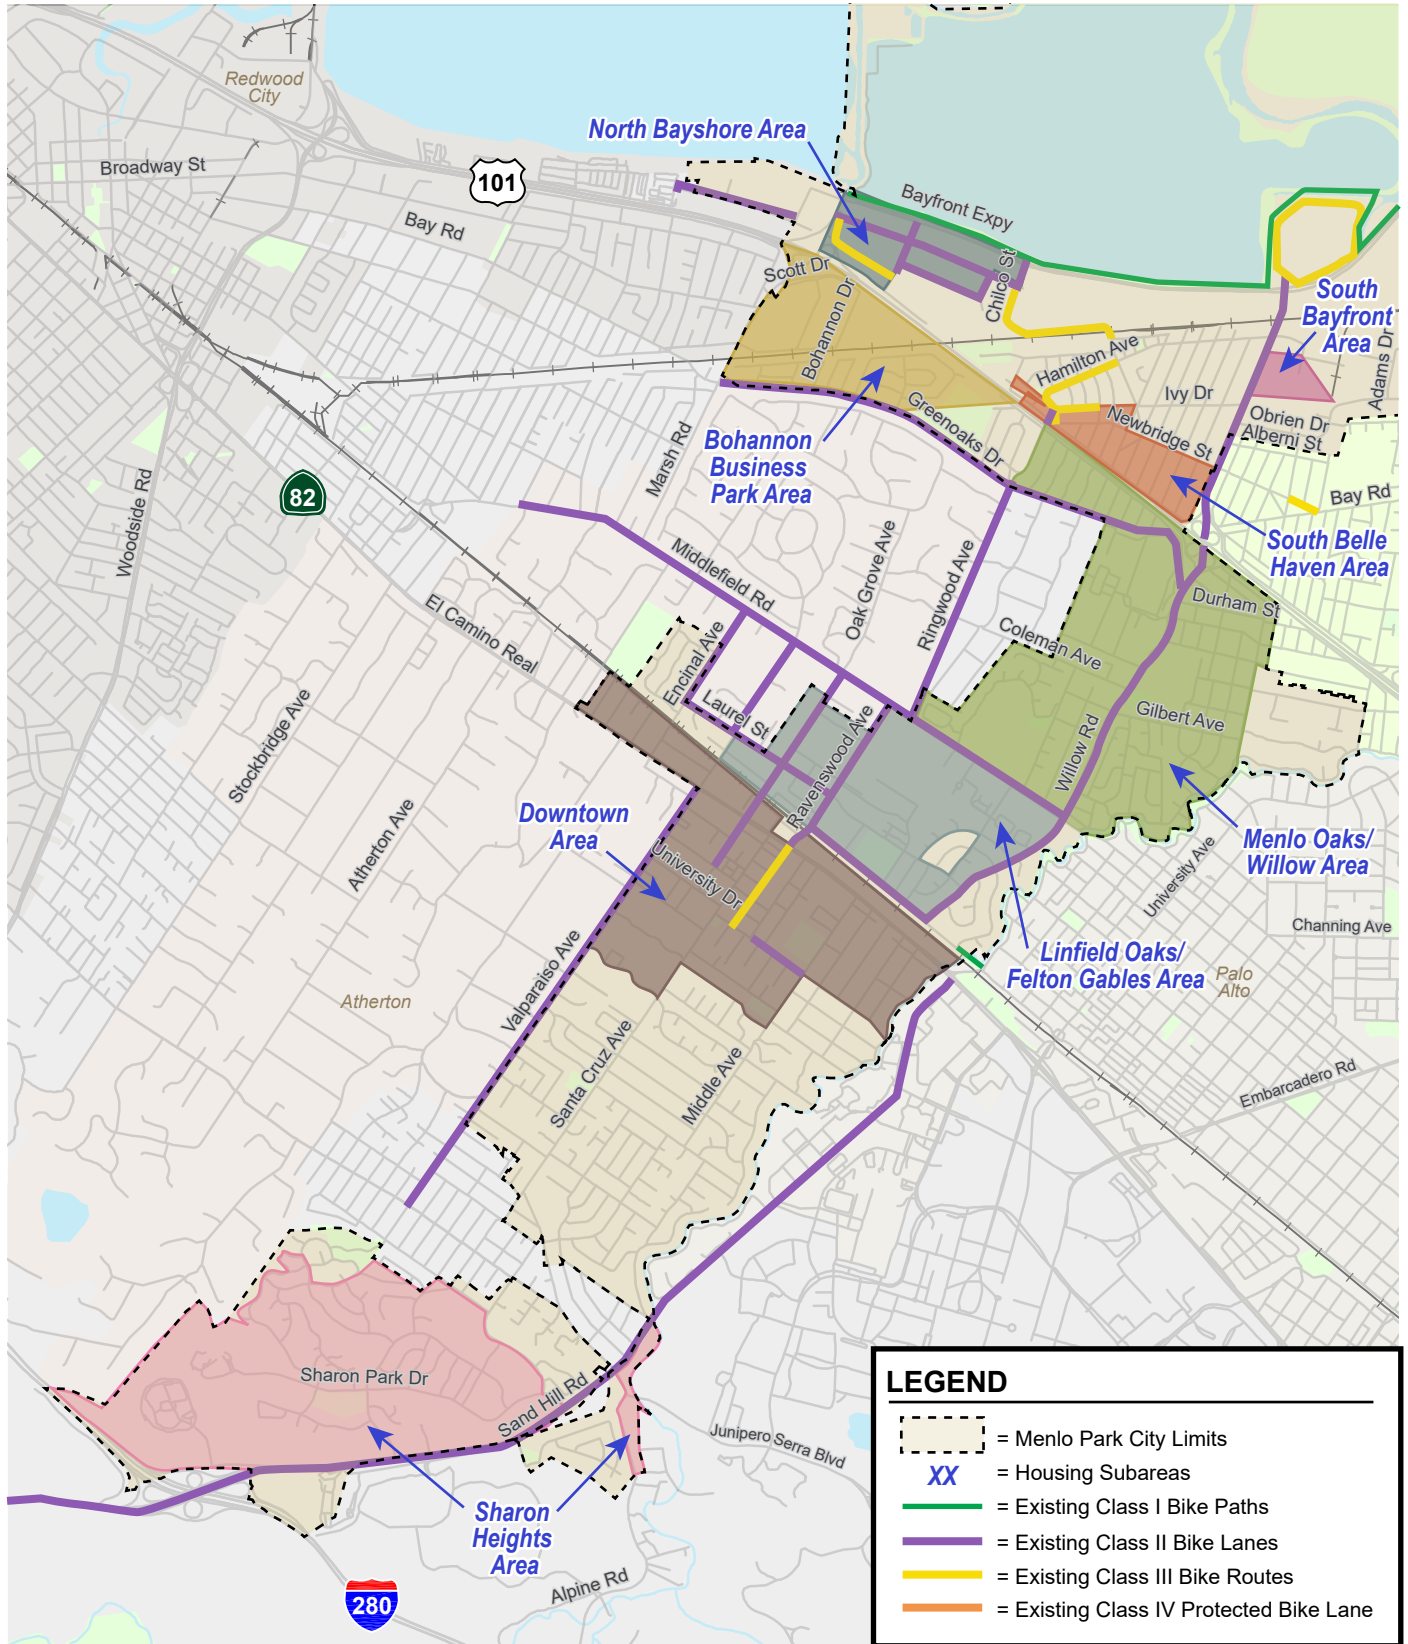 Redwood
City
North Bayshore Area
Broadway St
101
Bayfront Expy
Bay Rd
Scott Dr
Chilco St
Bohannon Dr
South
Bayfront
Area
Adams Dr
Hamilton Ave
Ivy Dr
Greenoaks Dr
Newbridge St
Obrien Dr
Alberni St
Marsh Rd
Bohannon
Business
Park Area
Woodside Rd
82
Bay Rd
South Belle
Haven Area
Middlefield Rd
Oak Grove Ave
Ringwood Ave
Durham St
El Camino Real
Encinal Ave
Coleman Ave
Laurel St
Stockbridge Ave
Ravenswood Ave
Willow Rd
Gilbert Ave
Downtown
Area
Atherton Ave
University Dr
Menlo Oaks/
Willow Area
University Ave
Channing Ave
Valparaiso Ave
Linfield Oaks/
Felton Gables Area
Palo
Alto
Atherton
Santa Cruz Ave
Middle Ave
Embarcadero Rd
Sharon Park Dr
Sand Hill Rd
Junipero Serra Blvd
Sharon
Heights
Area
Alpine Rd
280
LEGEND
= Menlo Park City Limits
XX = Housing Subareas
= Existing Class I Bike Paths
= Existing Class II Bike Lanes
= Existing Class III Bike Routes
= Existing Class IV Protected Bike Lane